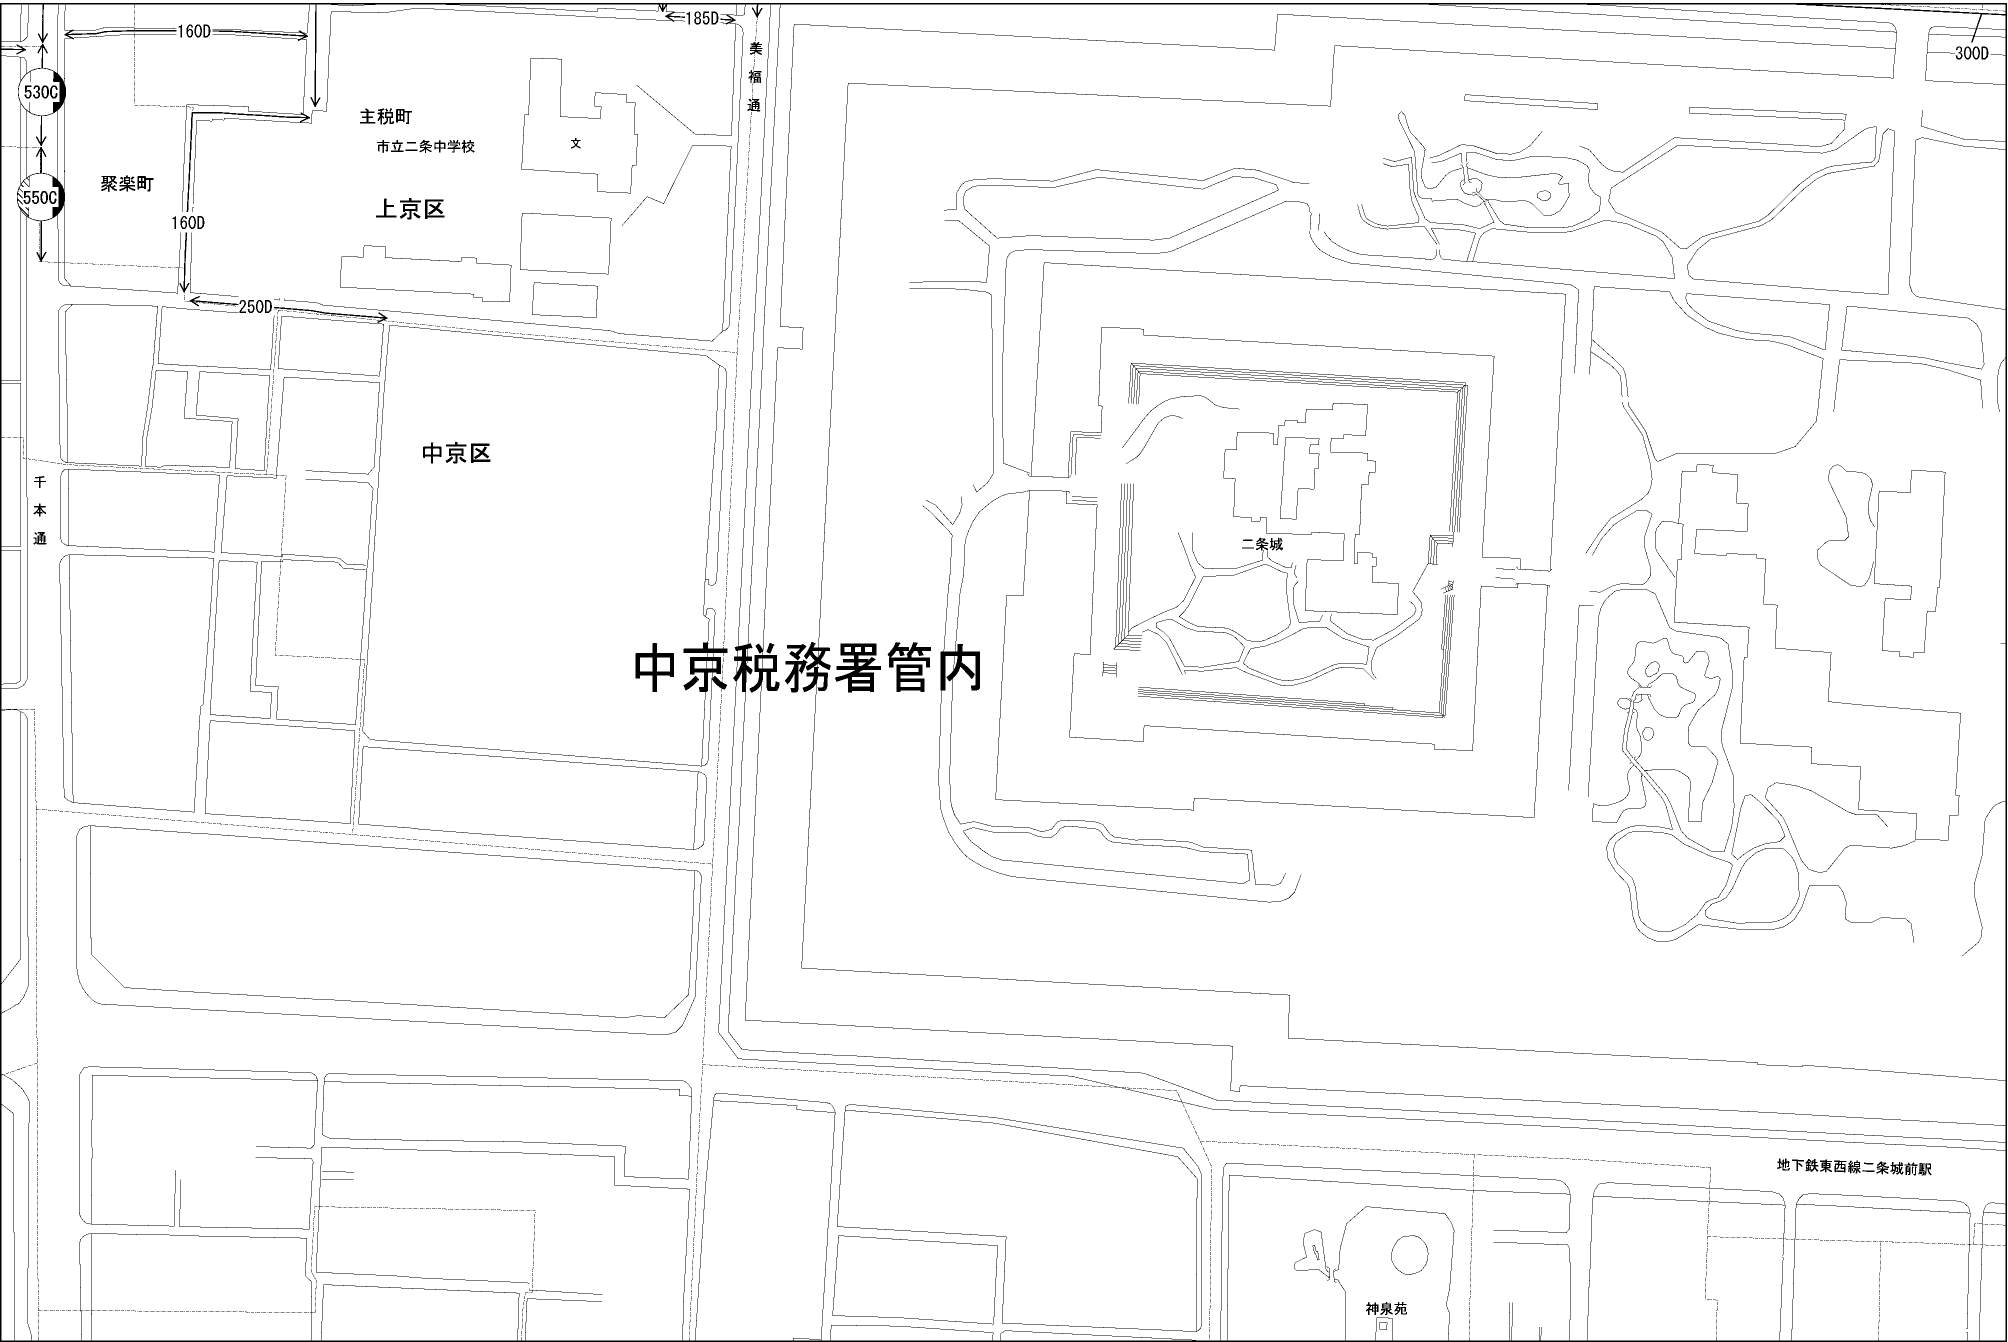 160D
185D
300D
530C
美福通
主税町
市立二条中学校
文
聚楽町
550C
上京区
160D
250D
中京区
千本通
二条城
中京税務署管内
地下鉄東西線二条城前駅
神泉苑